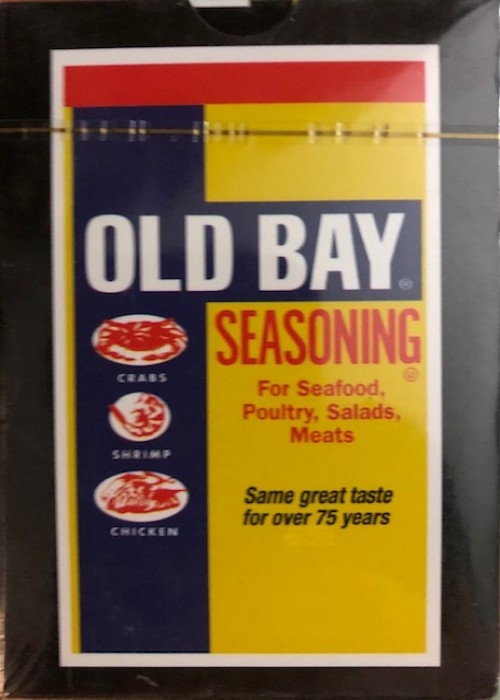 OLD BAY®
SEASONING
CRABS
For Seafood,
Poultry, Salads,
Meats
SHRIMP
Same great taste
for over 75 years
CHICKEN